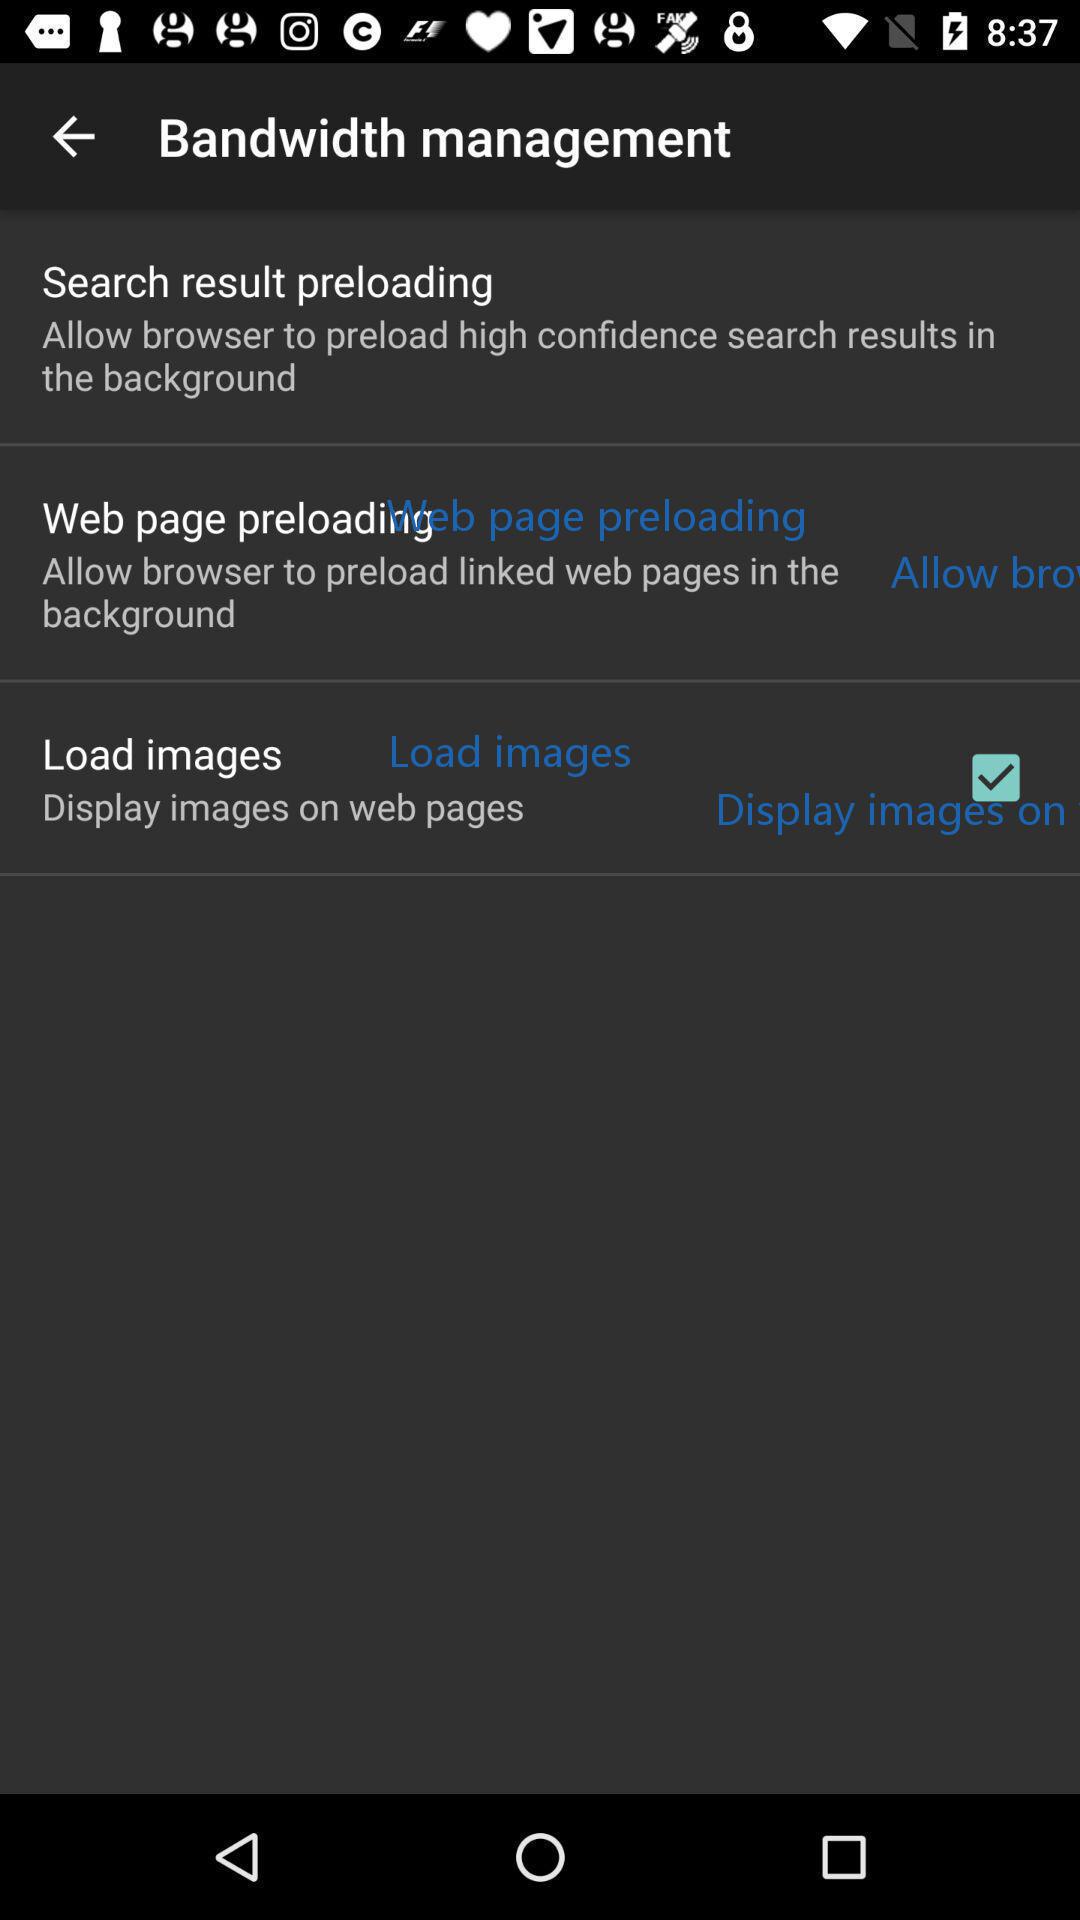 FAKE
8:37
Bandwidth management
Search result preloading
Allow browser to preload high confidence search results in
the background
Web page preloading
Web page preloading
Allow browser to preload linked web pages in the
Allow brow
background
Load images
Load images
Display images on web pages
Display images on